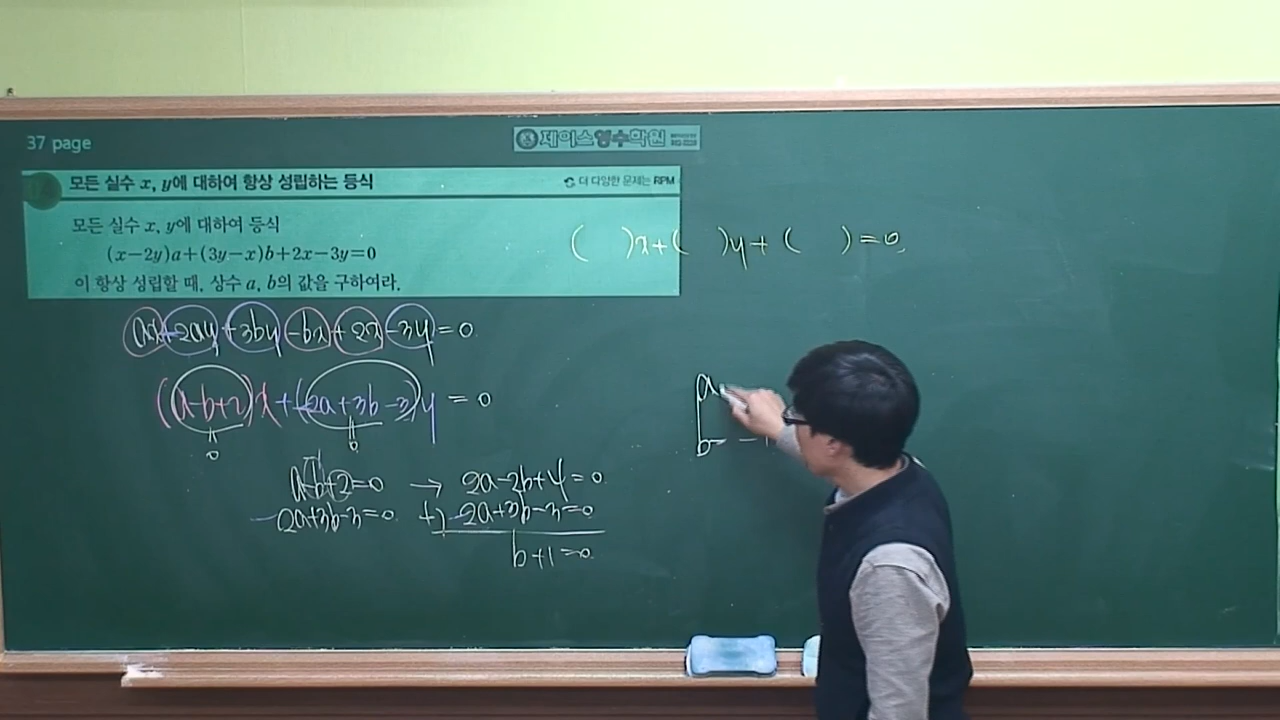 37 page
제이스영수학원
모든 실수 x, y에 대하여 항상 성립하는 등식
더 다양한 문제는 RPM
모든 실수 x, y에 대하여 등식
(x-2y)a+(3y-x)b+2x-3y=0
이 항상 성립할 때, 상수 a, b의 값을 구하여라.
( )x+( )y+( )=0
ax-2ay+3by-bx+2x-3y=0
(a-b+2)x+(-2a+3b-3)y=0
0 0
a-b+2=0 → 2a-2b+4=0
-2a+3b-3=0 +) -2a+3b-3=0
b+1=0
a
b = -1